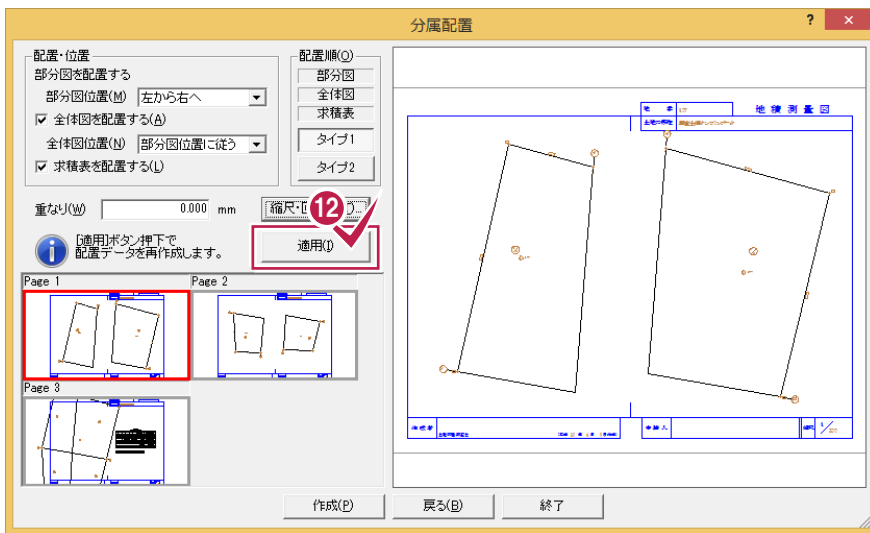 分属配置
?
×
配置・位置
部分図を配置する
部分図位置(M) 左から右へ
全体図を配置する(A)
全体図位置(N) 部分図位置に従う
求積表を配置する(L)
配置順(O)
部分図
全体図
求積表
タイプ1
タイプ2
重なり(W) 0.000 mm
縮尺・
12
[適用]ボタン押下で
配置データを再作成します。
適用(I)
Page 1
Page 2
Page 3
地積測量図
作成(P)
戻る(B)
終了